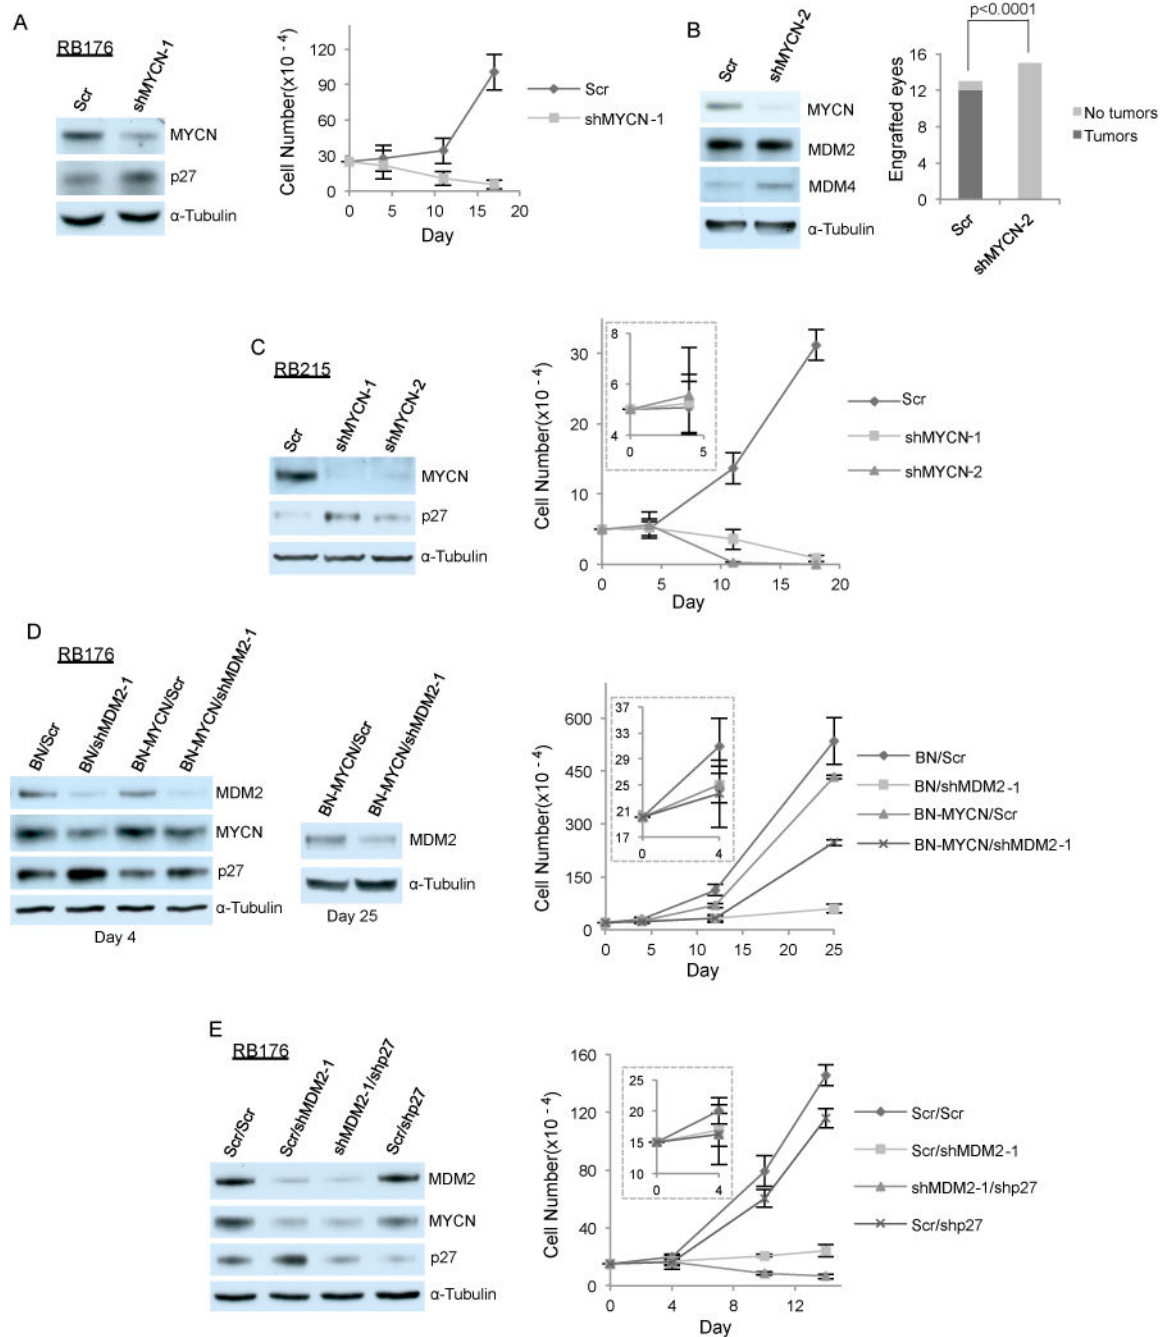 A
RB176
Scr
shMYCN-1
MYCN
p27
α-Tubulin
Cell Number(x10 -4)
120
90
60
30
0
0 5 10 15 20
Day
Scr
shMYCN-1
B
Scr
shMYCN-2
MYCN
MDM2
MDM4
α-Tubulin
p<0.0001
Engrafted eyes
16
12
8
4
0
Scr
shMYCN-2
No tumors
Tumors
C
RB215
Scr
shMYCN-1
shMYCN-2
MYCN
p27
α-Tubulin
Cell Number(x10 -4)
30
20
10
0
0 5 10 15 20
Day
8
6
4
0 5
Scr
shMYCN-1
shMYCN-2
D
RB176
BN/Scr
BN/shMDM2-1
BN-MYCN/Scr
BN-MYCN/shMDM2-1
MDM2
MYCN
p27
α-Tubulin
Day 4
BN-MYCN/Scr
BN-MYCN/shMDM2-1
MDM2
α-Tubulin
Day 25
Cell Number(x10 -4)
600
450
300
150
0
0 5 10 15 20 25
Day
37
33
29
25
21
17
0 4
BN/Scr
BN/shMDM2-1
BN-MYCN/Scr
BN-MYCN/shMDM2-1
E
RB176
Scr/Scr
Scr/shMDM2-1
shMDM2-1/shp27
Scr/shp27
MDM2
MYCN
p27
α-Tubulin
Cell Number(x10 -4)
160
120
80
40
0
0 4 8 12
Day
25
20
15
10
0 4
Scr/Scr
Scr/shMDM2-1
shMDM2-1/shp27
Scr/shp27